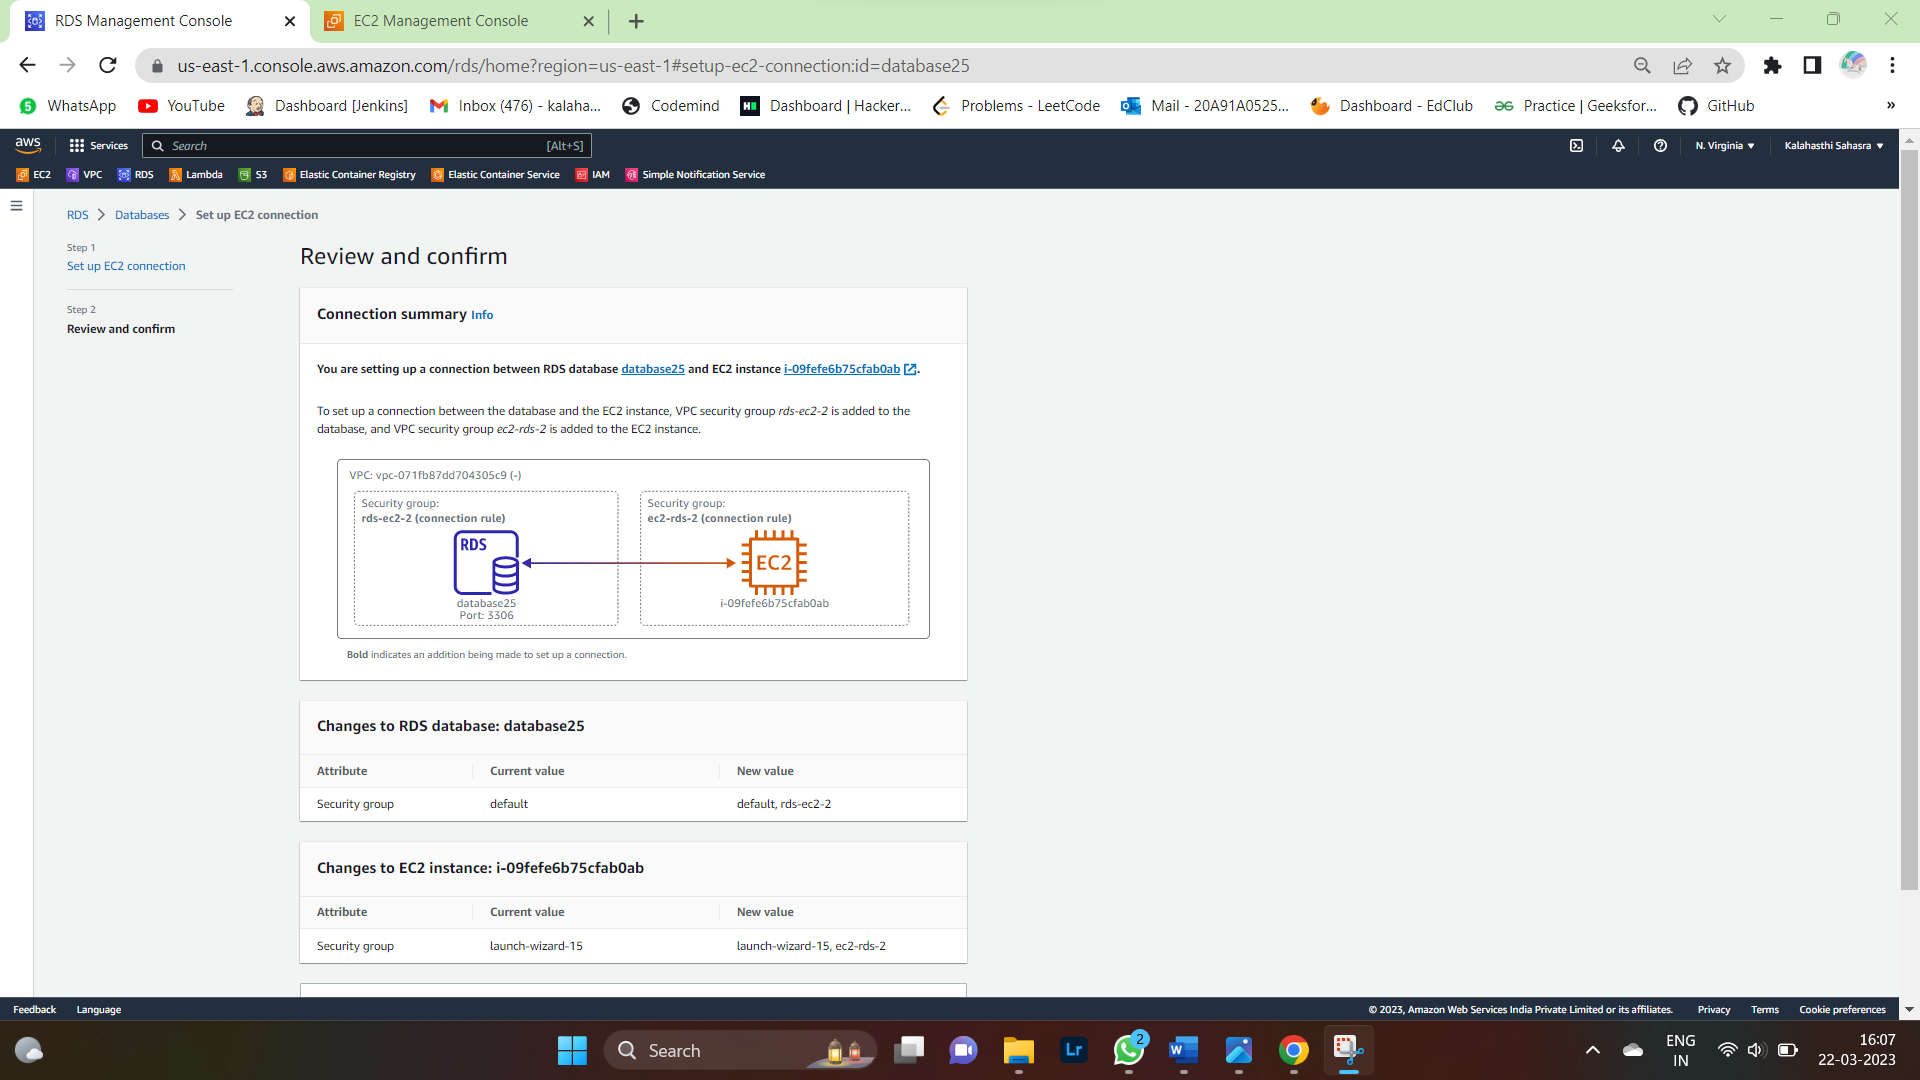 RDS Management Console
EC2 Management Console
us-east-1.console.aws.amazon.com/rds/home?region=us-east-1#setup-ec2-connection:id=database25
5 WhatsApp YouTube Dashboard [Jenkins] Inbox (476) - kalaha... Codemind Dashboard | Hacker... Problems - LeetCode Mail - 20A91A0525... Dashboard - EdClub Practice | Geeksfor... GitHub »
aws Services Search [Alt+S] N. Virginia Kalahasthi Sahasra
EC2 VPC RDS Lambda S3 Elastic Container Registry Elastic Container Service IAM Simple Notification Service
RDS > Databases > Set up EC2 connection
Step 1
Set up EC2 connection
Step 2
Review and confirm
Review and confirm
Connection summary Info
You are setting up a connection between RDS database database25 and EC2 instance i-09fefe6b75cfab0ab.
To set up a connection between the database and the EC2 instance, VPC security group rds-ec2-2 is added to the
database, and VPC security group ec2-rds-2 is added to the EC2 instance.
VPC: vpc-071fb87dd704305c9 (-)
Security group:
rds-ec2-2 (connection rule)
RDS
database25
Port: 3306
Security group:
ec2-rds-2 (connection rule)
EC2
i-09fefe6b75cfab0ab
Bold indicates an addition being made to set up a connection.
Changes to RDS database: database25
Attribute Current value New value
Security group default default, rds-ec2-2
Changes to EC2 instance: i-09fefe6b75cfab0ab
Attribute Current value New value
Security group launch-wizard-15 launch-wizard-15, ec2-rds-2
Feedback Language © 2023, Amazon Web Services India Private Limited or its affiliates. Privacy Terms Cookie preferences
Search Lr 2 W ENG 16:07
IN 22-03-2023